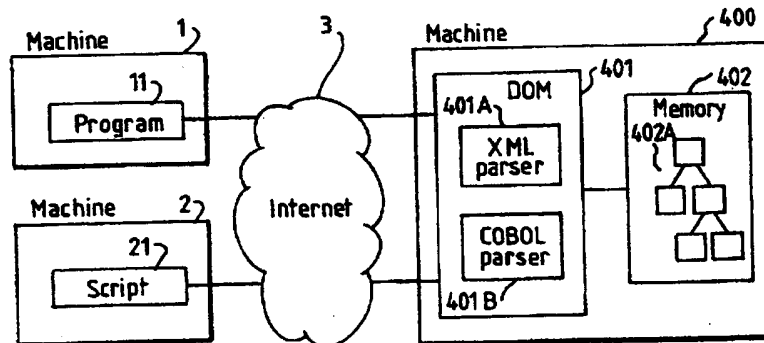 Machine
1
11
Program
Machine
2
21
Script
3
Internet
Machine
400
401
DOM
401A
XML
parser
COBOL
parser
401B
402
Memory
402A